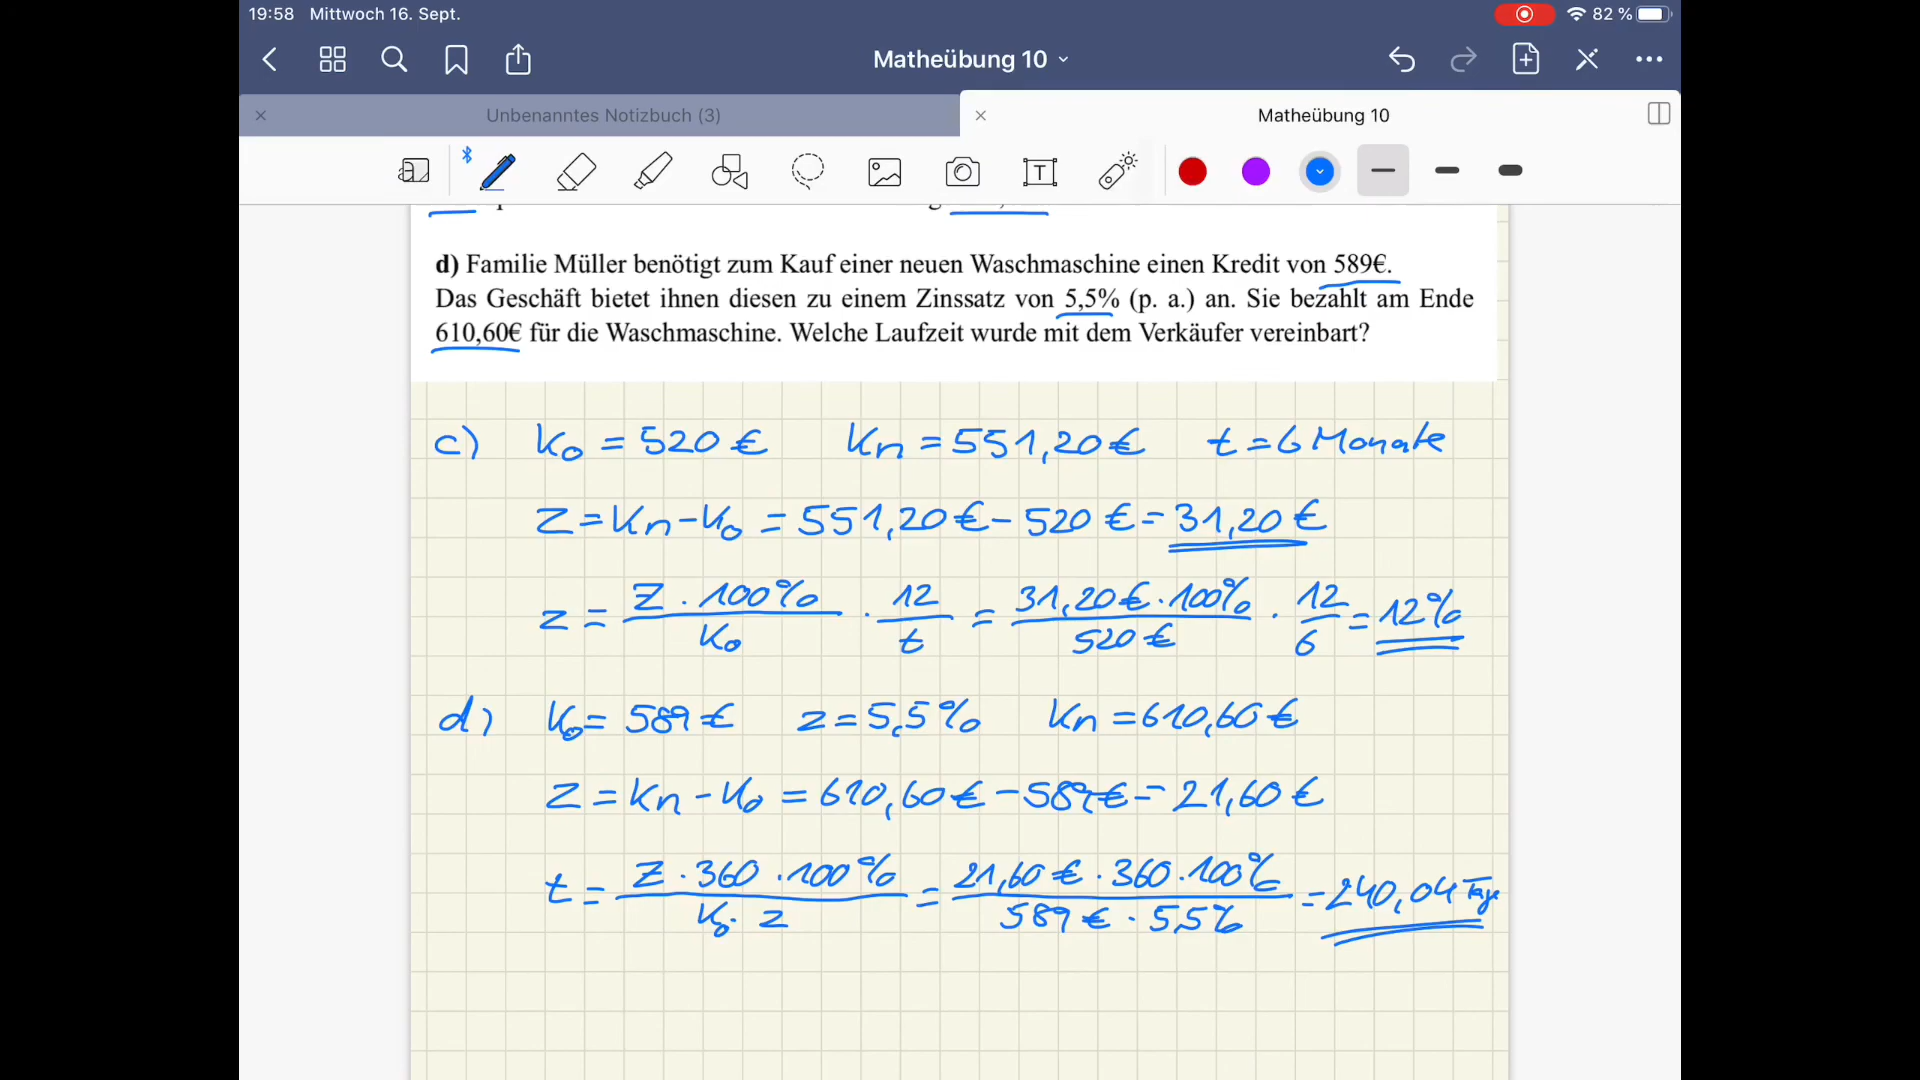 19:58 Mittwoch 16. Sept. 82 %
Matheübung 10
Unbenanntes Notizbuch (3)
Matheübung 10
d) Familie Müller benötigt zum Kauf einer neuen Waschmaschine einen Kredit von 589€.
Das Geschäft bietet ihnen diesen zu einem Zinssatz von 5,5% (p. a.) an. Sie bezahlt am Ende
610,60€ für die Waschmaschine. Welche Laufzeit wurde mit dem Verkäufer vereinbart?
c) K₀ = 520 € Kn = 551,20 € t = 6 Monate
Z = Kn - K₀ = 551,20 € - 520 € = 31,20 €
z = Z · 100% / K₀ · 12 / t = 31,20 € · 100% / 520 € · 12 / 6 = 12%
d) K₀ = 589 € z = 5,5% Kn = 610,60 €
Z = Kn - K₀ = 610,60 € - 589 € = 21,60 €
t = Z · 360 · 100% / K₀ · z = 21,60 € · 360 · 100% / 589 € · 5,5% = 240,04 Tage